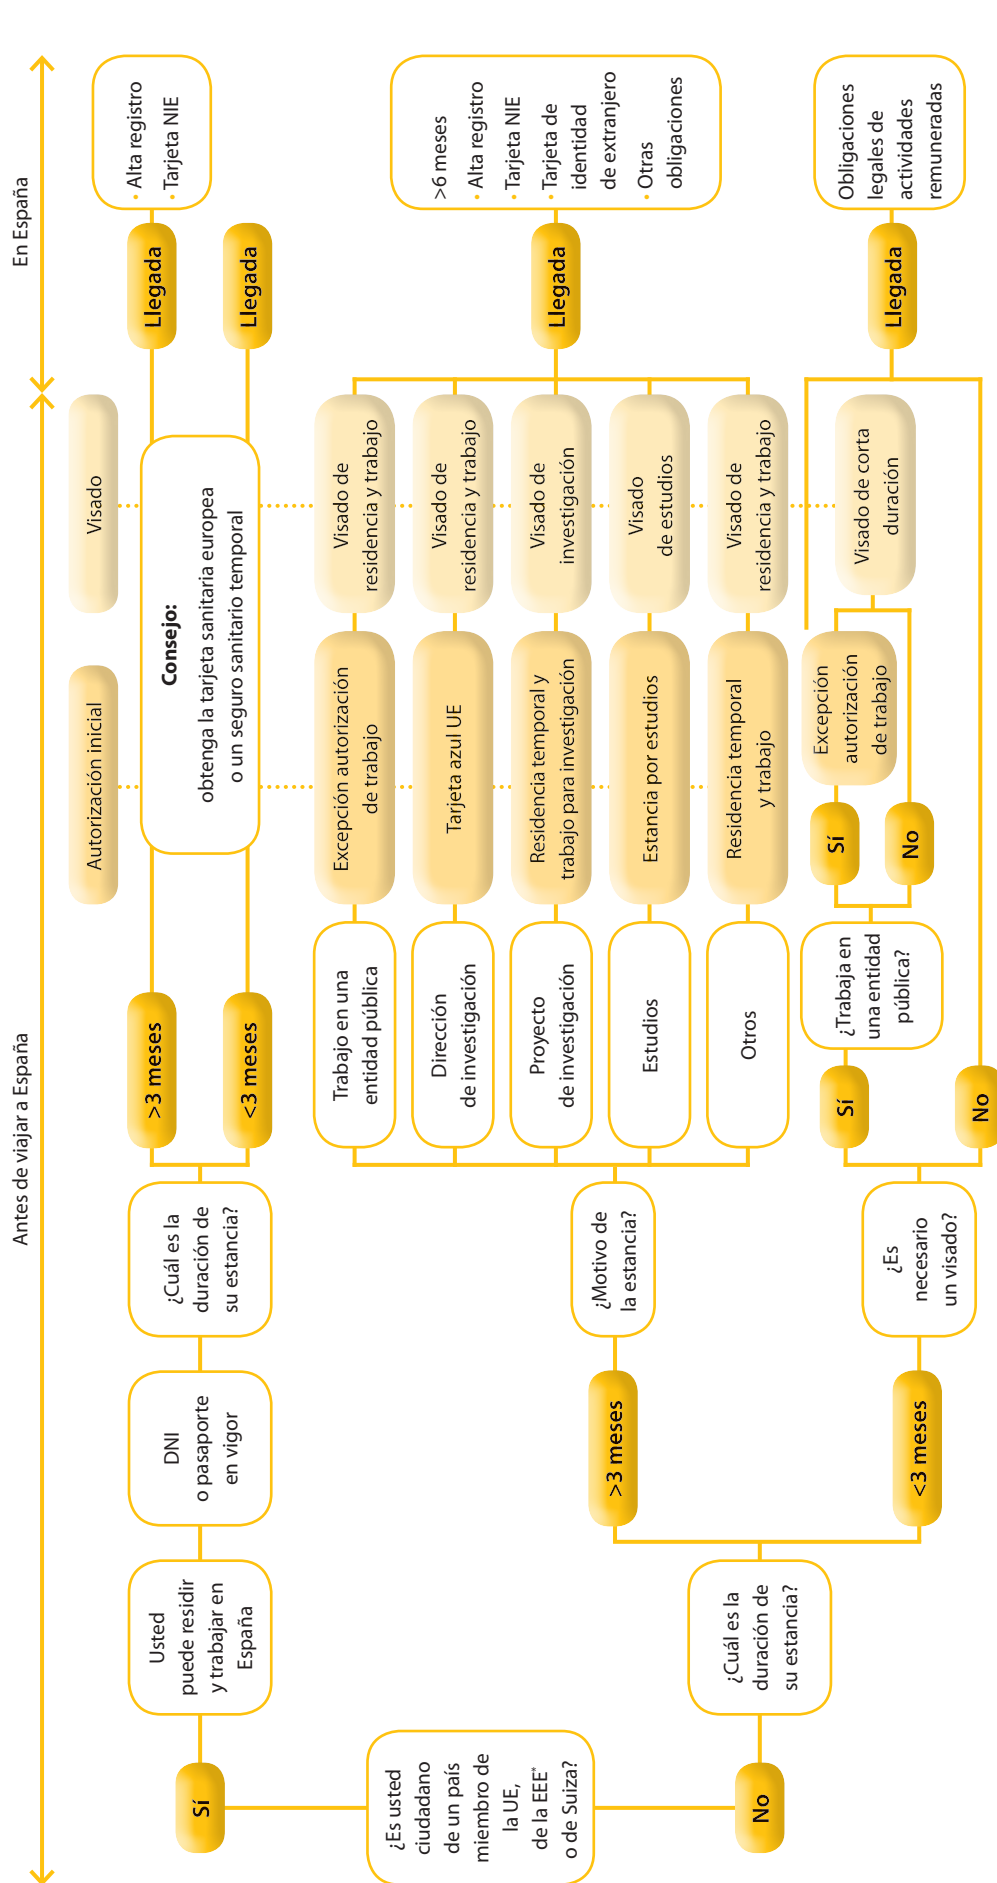 Antes de viajar a España
En España
Autorización inicial
Visado
¿Es usted
ciudadano
de un país
miembro de
la UE,
de la EEE*
o de Suiza?
Sí
Usted
puede residir
y trabajar en
España
DNI
o pasaporte
en vigor
¿Cuál es la
duración de
su estancia?
>3 meses
<3 meses
Consejo:
obtenga la tarjeta sanitaria europea
o un seguro sanitario temporal
Llegada
· Alta registro
· Tarjeta NIE
Llegada
No
¿Cuál es la
duración de
su estancia?
>3 meses
¿Motivo de
la estancia?
Trabajo en una
entidad pública
Excepción autorización
de trabajo
Visado de
residencia y trabajo
Dirección
de investigación
Tarjeta azul UE
Visado de
residencia y trabajo
Proyecto
de investigación
Residencia temporal y
trabajo para investigación
Visado de
investigación
Estudios
Estancia por estudios
Visado
de estudios
Otros
Residencia temporal
y trabajo
Visado de
residencia y trabajo
Llegada
>6 meses
· Alta registro
· Tarjeta NIE
· Tarjeta de
identidad
de extranjero
· Otras
obligaciones
<3 meses
¿Es
necesario
un visado?
Sí
¿Trabaja en
una entidad
pública?
Sí
Excepción
autorización
de trabajo
No
Visado de corta
duración
No
Llegada
Obligaciones
legales de
actividades
remuneradas